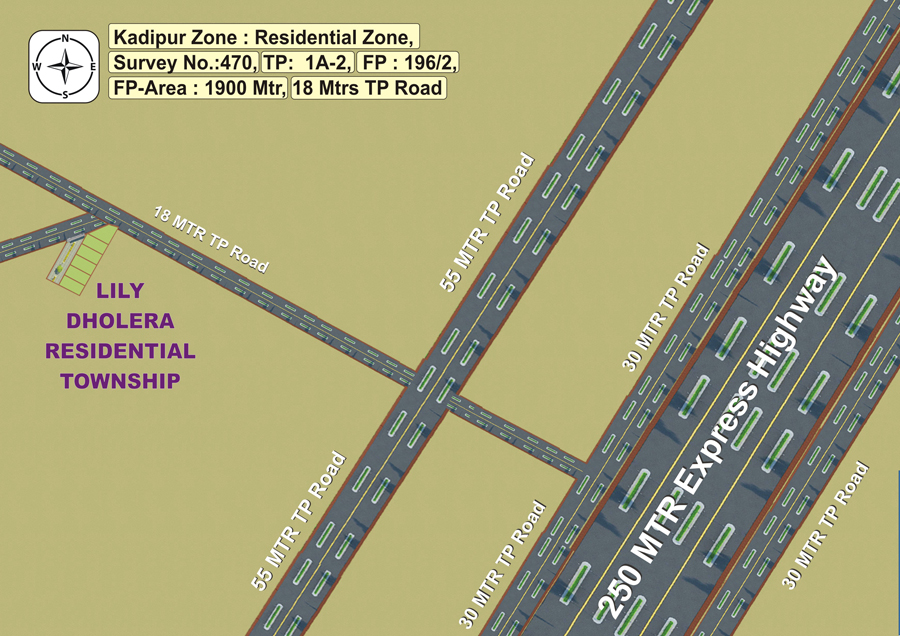 N
W E
S
Kadipur Zone : Residential Zone,
Survey No.:470, TP: 1A-2, FP : 196/2,
FP-Area : 1900 Mtr, 18 Mtrs TP Road
18 MTR TP Road
55 MTR TP Road
30 MTR TP Road
250 MTR Express Highway
LILY
DHOLERA
RESIDENTIAL
TOWNSHIP
55 MTR TP Road
30 MTR TP Road
30 MTR TP Road